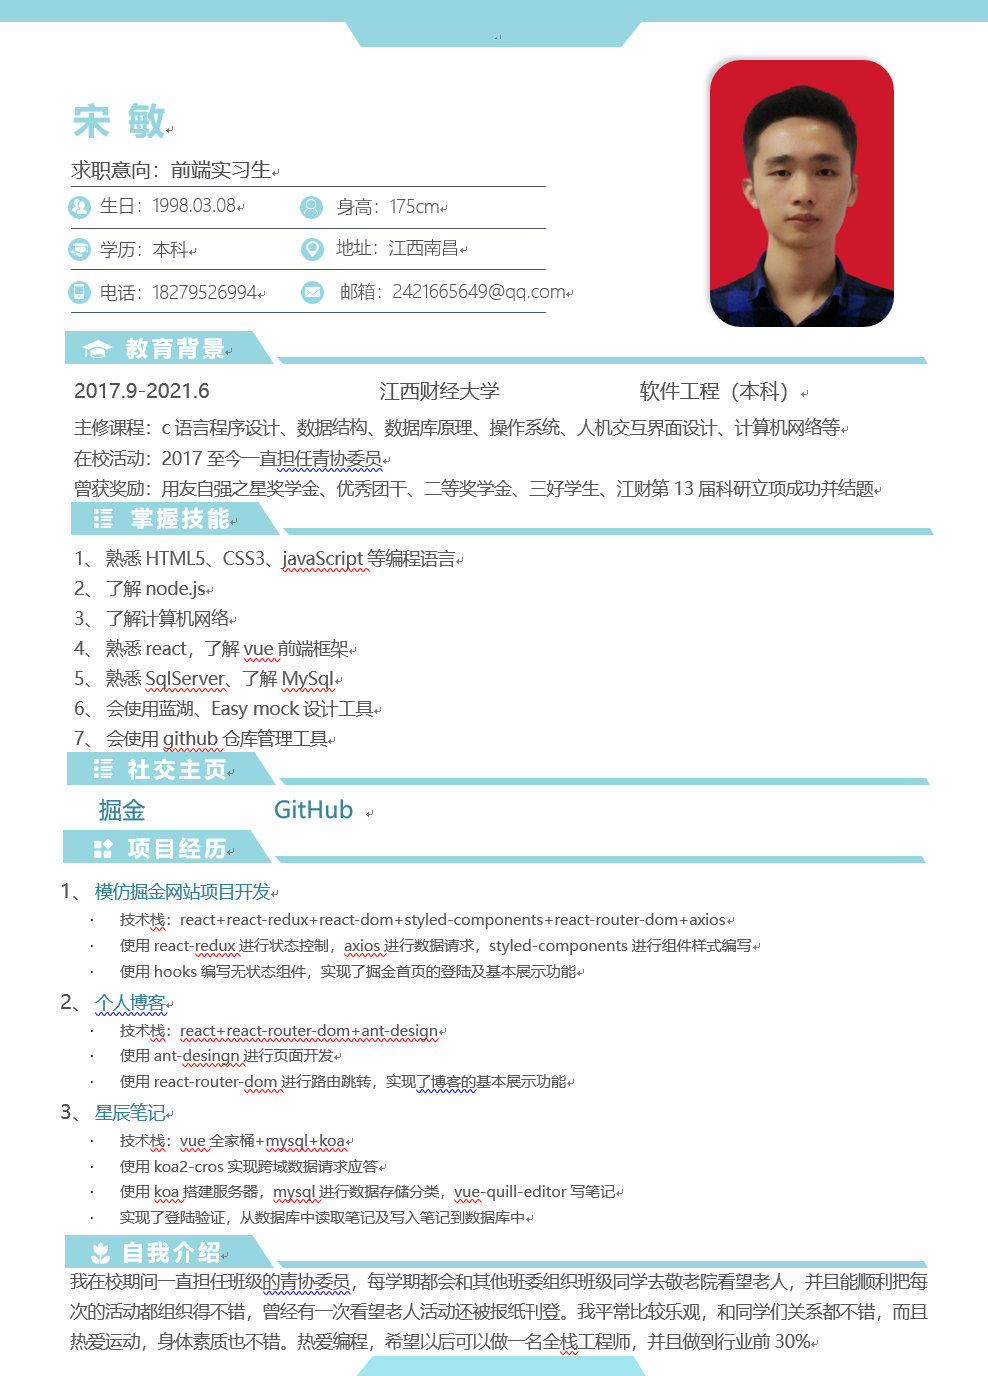 宋 敏
求职意向：前端实习生
生日：1998.03.08 身高：175cm
学历：本科 地址：江西南昌
电话：18279526994 邮箱：2421665649@qq.com
教育背景
2017.9-2021.6 江西财经大学 软件工程（本科）
主修课程：c 语言程序设计、数据结构、数据库原理、操作系统、人机交互界面设计、计算机网络等
在校活动：2017 至今一直担任青协委员
曾获奖励：用友自强之星奖学金、优秀团干、二等奖学金、三好学生、江财第 13 届科研立项成功并结题
掌握技能
1、 熟悉 HTML5、CSS3、javaScript 等编程语言
2、 了解 node.js
3、 了解计算机网络
4、 熟悉 react，了解 vue 前端框架
5、 熟悉 SqlServer、了解 MySql
6、 会使用蓝湖、Easy mock 设计工具
7、 会使用 github 仓库管理工具
社交主页
掘金 GitHub
项目经历
1、 模仿掘金网站项目开发
· 技术栈：react+react-redux+react-dom+styled-components+react-router-dom+axios
· 使用 react-redux 进行状态控制，axios 进行数据请求，styled-components 进行组件样式编写
· 使用 hooks 编写无状态组件，实现了掘金首页的登陆及基本展示功能
2、 个人博客
· 技术栈：react+react-router-dom+ant-design
· 使用 ant-desingn 进行页面开发
· 使用 react-router-dom 进行路由跳转，实现了博客的基本展示功能
3、 星辰笔记
· 技术栈：vue 全家桶+mysql+koa
· 使用 koa2-cros 实现跨域数据请求应答
· 使用 koa 搭建服务器，mysql 进行数据存储分类，vue-quill-editor 写笔记
· 实现了登陆验证，从数据库中读取笔记及写入笔记到数据库中
自我介绍
我在校期间一直担任班级的青协委员，每学期都会和其他班委组织班级同学去敬老院看望老人，并且能顺利把每
次的活动都组织得不错，曾经有一次看望老人活动还被报纸刊登。我平常比较乐观，和同学们关系都不错，而且
热爱运动，身体素质也不错。热爱编程，希望以后可以做一名全栈工程师，并且做到行业前 30%